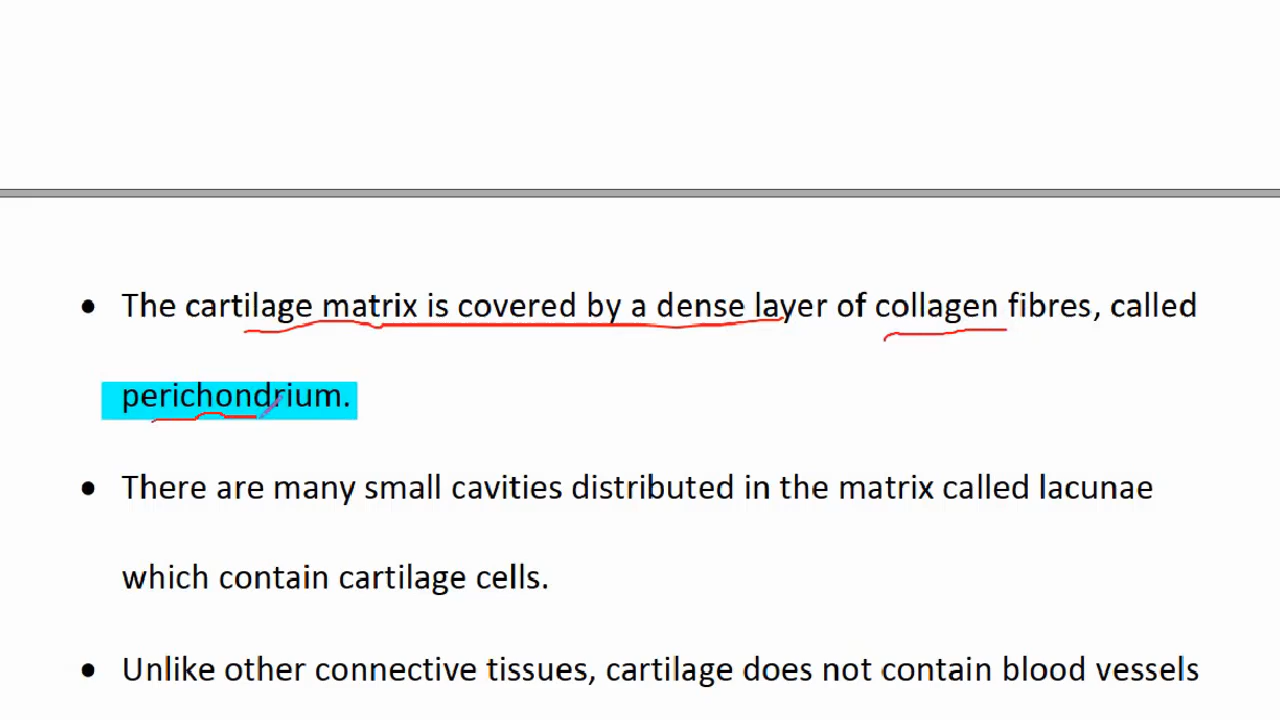 • The cartilage matrix is covered by a dense layer of collagen fibres, called
perichondrium.
• There are many small cavities distributed in the matrix called lacunae
which contain cartilage cells.
• Unlike other connective tissues, cartilage does not contain blood vessels